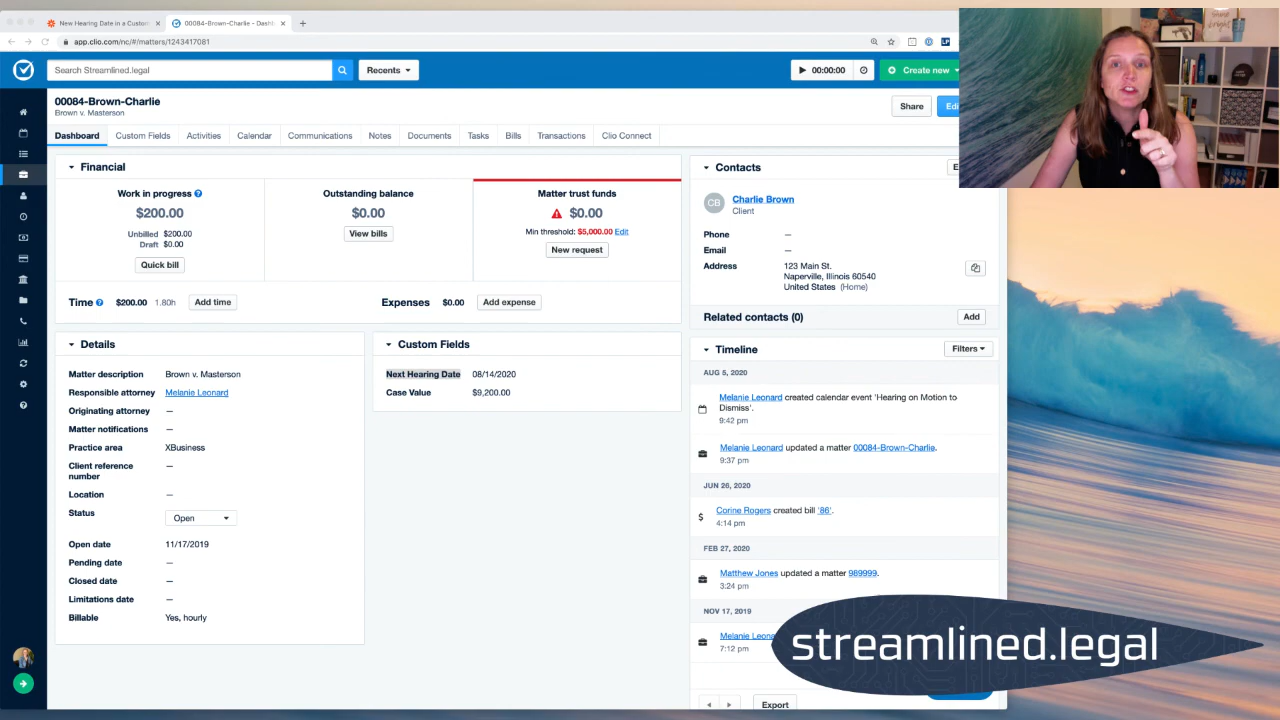 New Hearing Date in a Custom
00084-Brown-Charlie - Dashb
app.clio.com/nc/#/matters/1243417081
Search Streamlined.legal
Recents
00:00:00
Create new
00084-Brown-Charlie
Brown v. Masterson
Share
Edi
Dashboard
Custom Fields
Activities
Calendar
Communications
Notes
Documents
Tasks
Bills
Transactions
Clio Connect
Financial
Work in progress
$200.00
Unbilled $200.00
Draft $0.00
Quick bill
Outstanding balance
$0.00
View bills
Matter trust funds
$0.00
Min threshold: $5,000.00 Edit
New request
Time $200.00 1.80h Add time
Expenses $0.00 Add expense
Details
Matter description Brown v. Masterson
Responsible attorney Melanie Leonard
Originating attorney —
Matter notifications —
Practice area XBusiness
Client reference —
number
Location —
Status Open
Open date 11/17/2019
Pending date —
Closed date —
Limitations date —
Billable Yes, hourly
Custom Fields
Next Hearing Date 08/14/2020
Case Value $9,200.00
Contacts
E
CB
Charlie Brown
Client
Phone —
Email —
Address 123 Main St.
Naperville, Illinois 60540
United States (Home)
Related contacts (0) Add
Timeline Filters
AUG 5, 2020
Melanie Leonard created calendar event 'Hearing on Motion to
Dismiss'.
9:42 pm
Melanie Leonard updated a matter 00084-Brown-Charlie.
9:37 pm
JUN 26, 2020
Corine Rogers created bill '86'.
4:14 pm
FEB 27, 2020
Matthew Jones updated a matter 989999.
3:24 pm
NOV 17, 2019
Melanie Leona
7:12 pm
Export
streamlined.legal